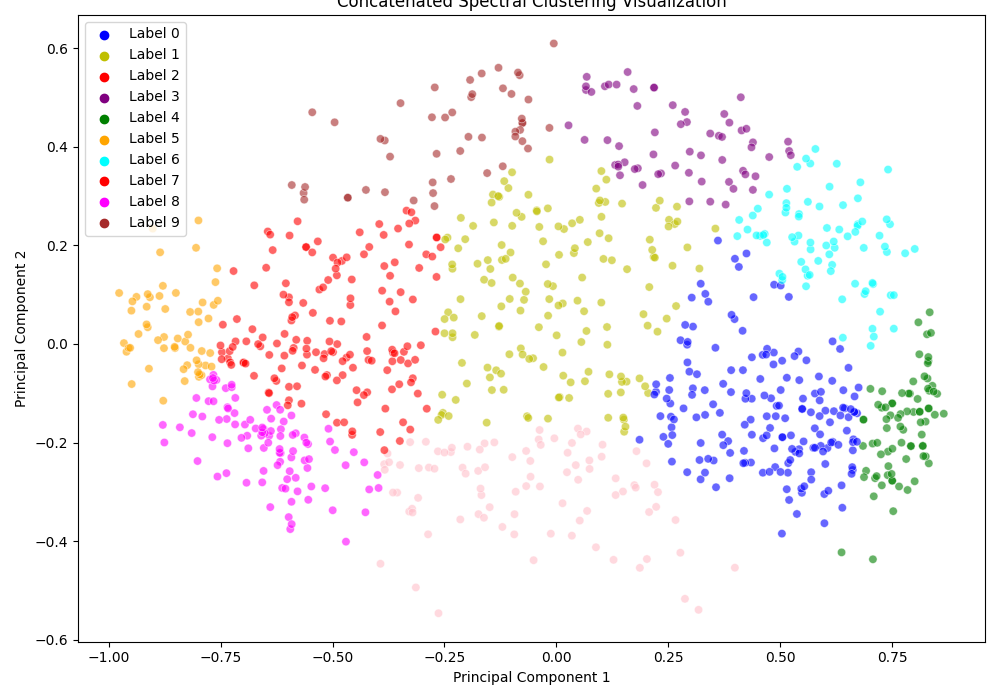 Concatenated Spectral Clustering Visualization
Label 0
Label 1
Label 2
Label 3
Label 4
Label 5
Label 6
Label 7
Label 8
Label 9
0.6
0.4
0.2
0.0
−0.2
−0.4
−0.6
Principal Component 2
−1.00 −0.75 −0.50 −0.25 0.00 0.25 0.50 0.75
Principal Component 1